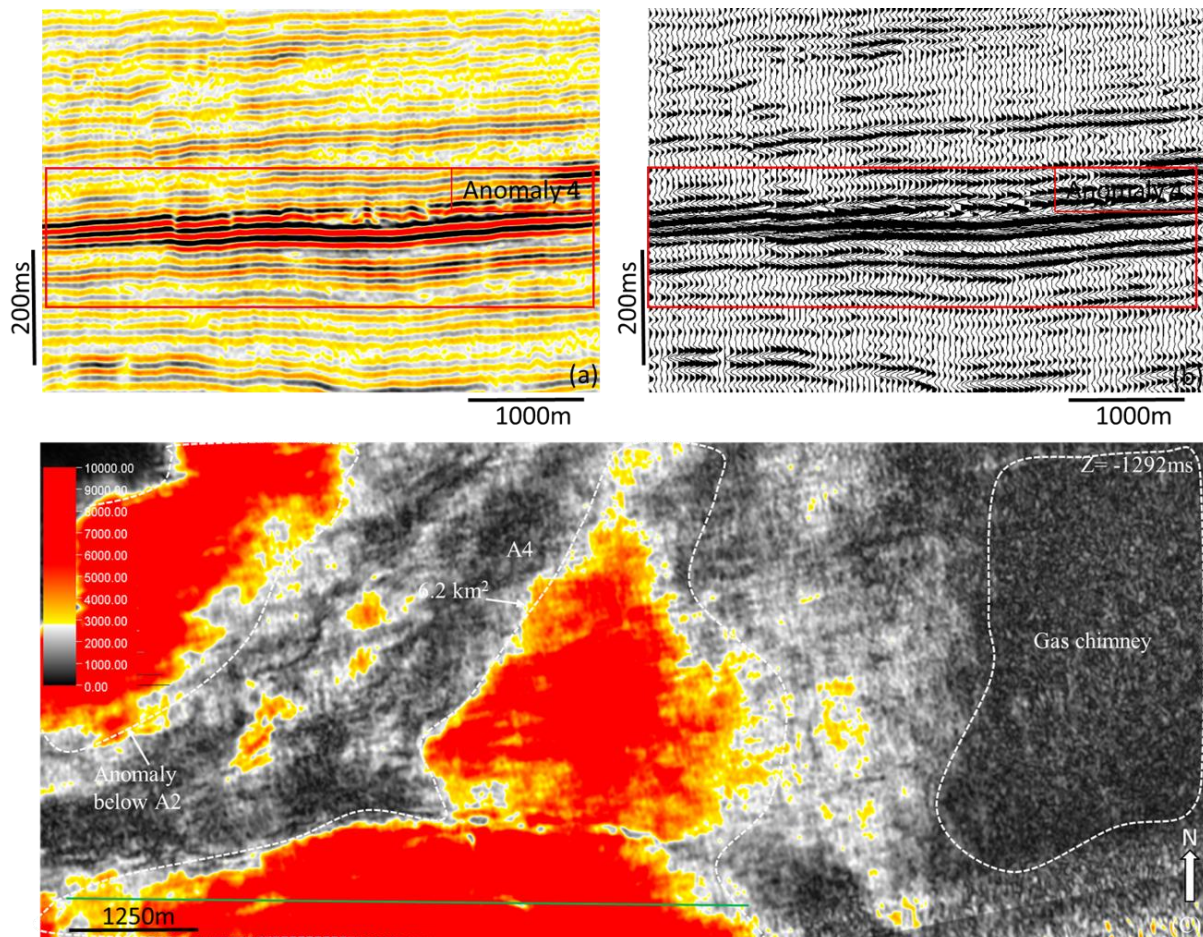 Anomaly 4
200ms
(a)
1000m
Anomaly 4
200ms
(b)
1000m
10000.00
9000.00
8000.00
7000.00
6000.00
5000.00
4000.00
3000.00
2000.00
1000.00
0.00
Z= -1292ms
A4
6.2 km²
Gas chimney
Anomaly
below A2
N
1250m
(c)